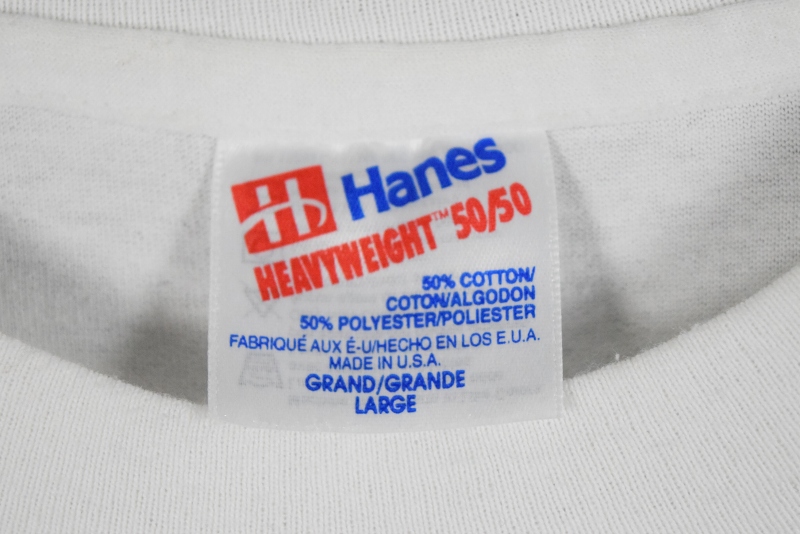 H Hanes
HEAVYWEIGHT™ 50/50
50% COTTON/
COTON/ALGODON
50% POLYESTER/POLIESTER
FABRIQUÉ AUX É-U/HECHO EN LOS E.U.A.
MADE IN U.S.A.
GRAND/GRANDE
LARGE